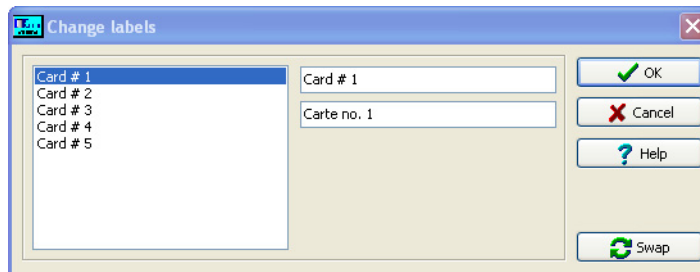 Change labels
Card # 1
Card # 2
Card # 3
Card # 4
Card # 5
Card # 1
Carte no. 1
OK
Cancel
Help
Swap